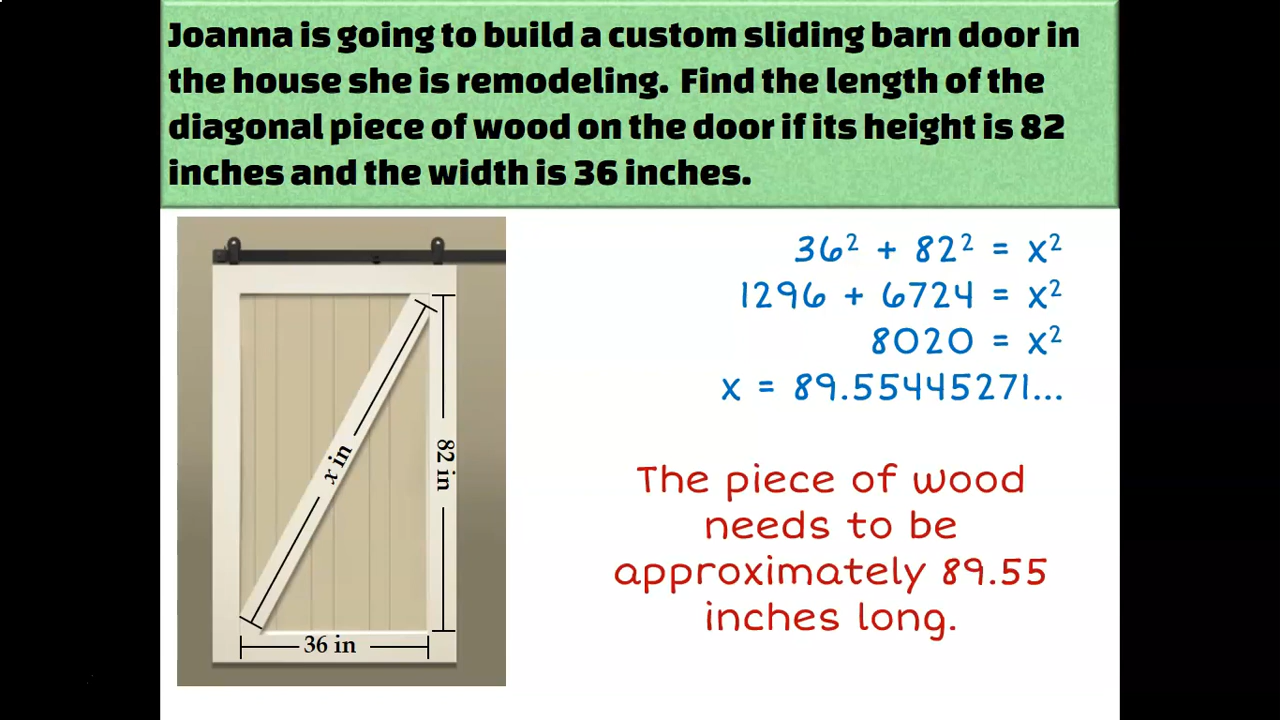 Joanna is going to build a custom sliding barn door in
the house she is remodeling. Find the length of the
diagonal piece of wood on the door if its height is 82
inches and the width is 36 inches.
36² + 82² = x²
1296 + 6724 = x²
8020 = x²
x = 89.55445271...
x in
82 in
36 in
The piece of wood
needs to be
approximately 89.55
inches long.